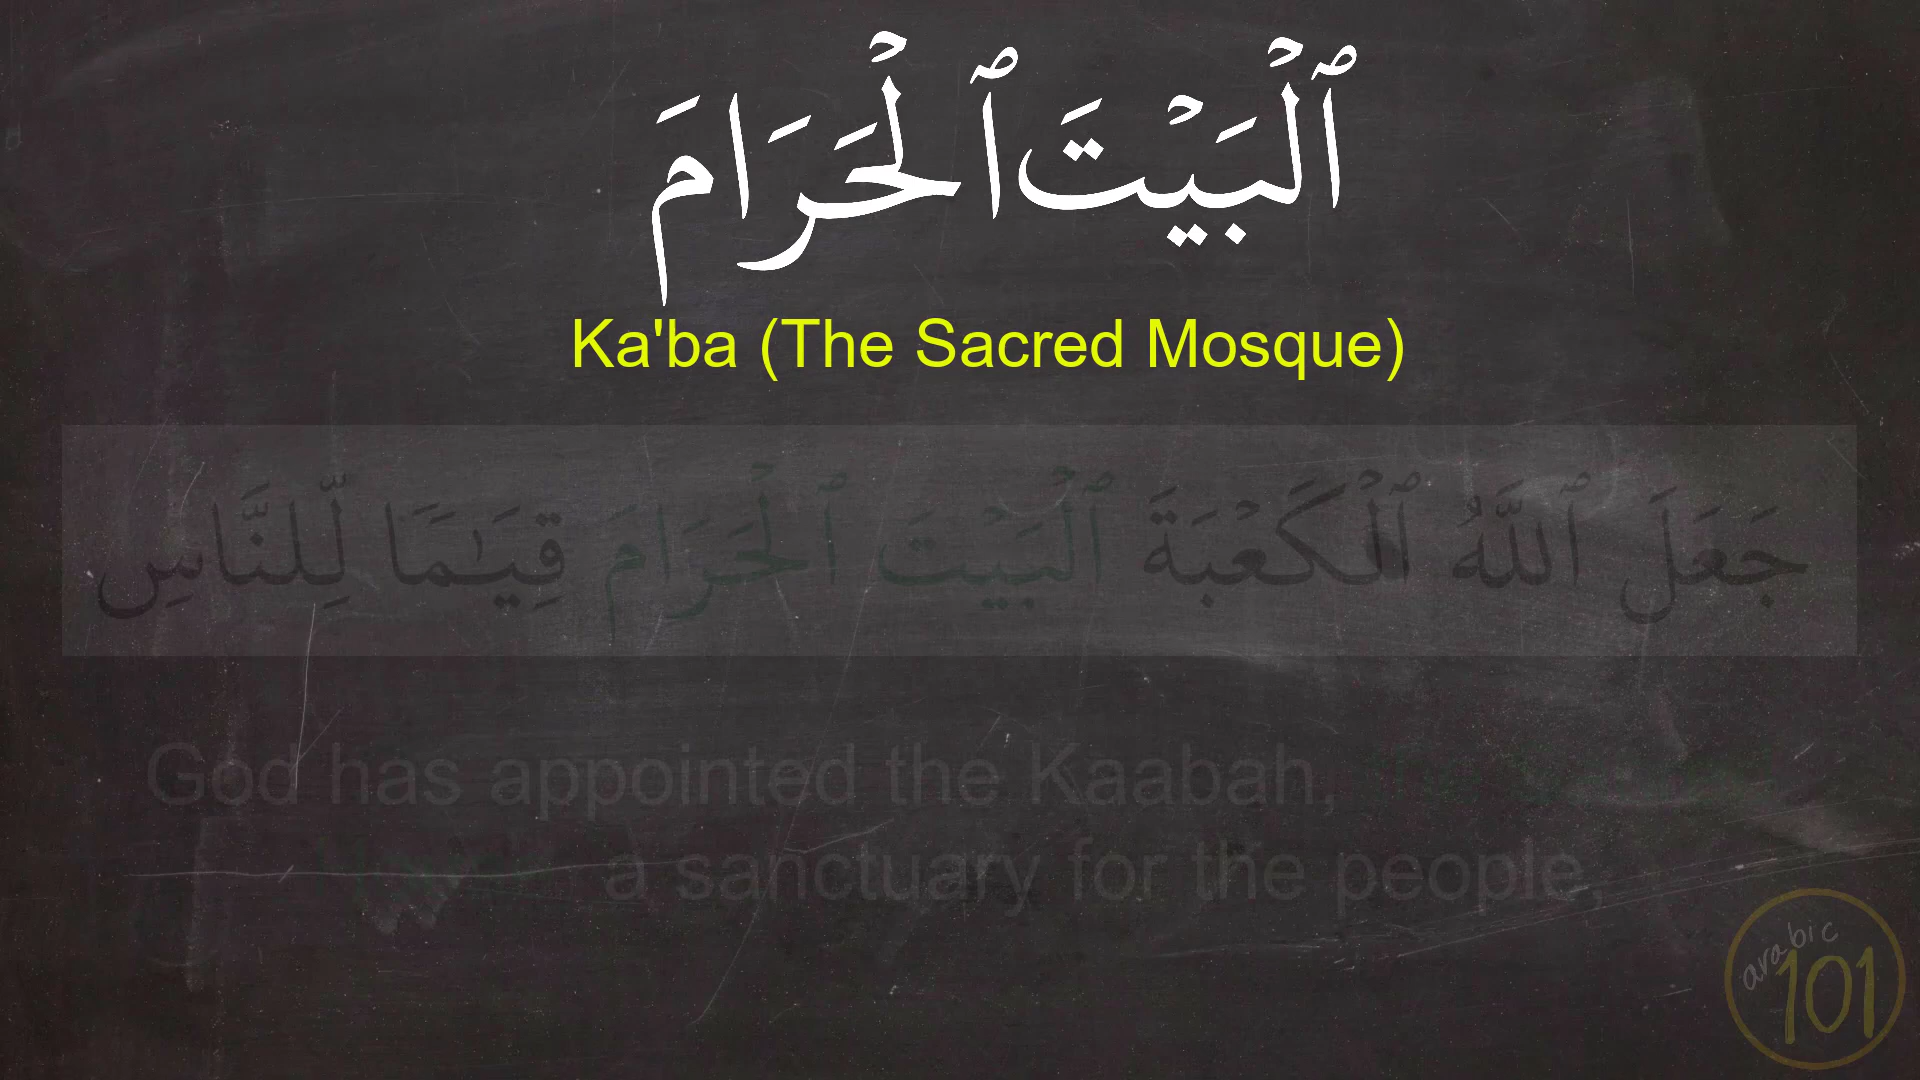 ٱلْبَيْتَ ٱلْحَرَامَ
Ka'ba (The Sacred Mosque)
جَعَلَ ٱللَّهُ ٱلْكَعْبَةَ ٱلْبَيْتَ ٱلْحَرَامَ قِيَـٰمًا لِّلنَّاسِ
God has appointed the Kaabah,
a sanctuary for the people,
arabic
101